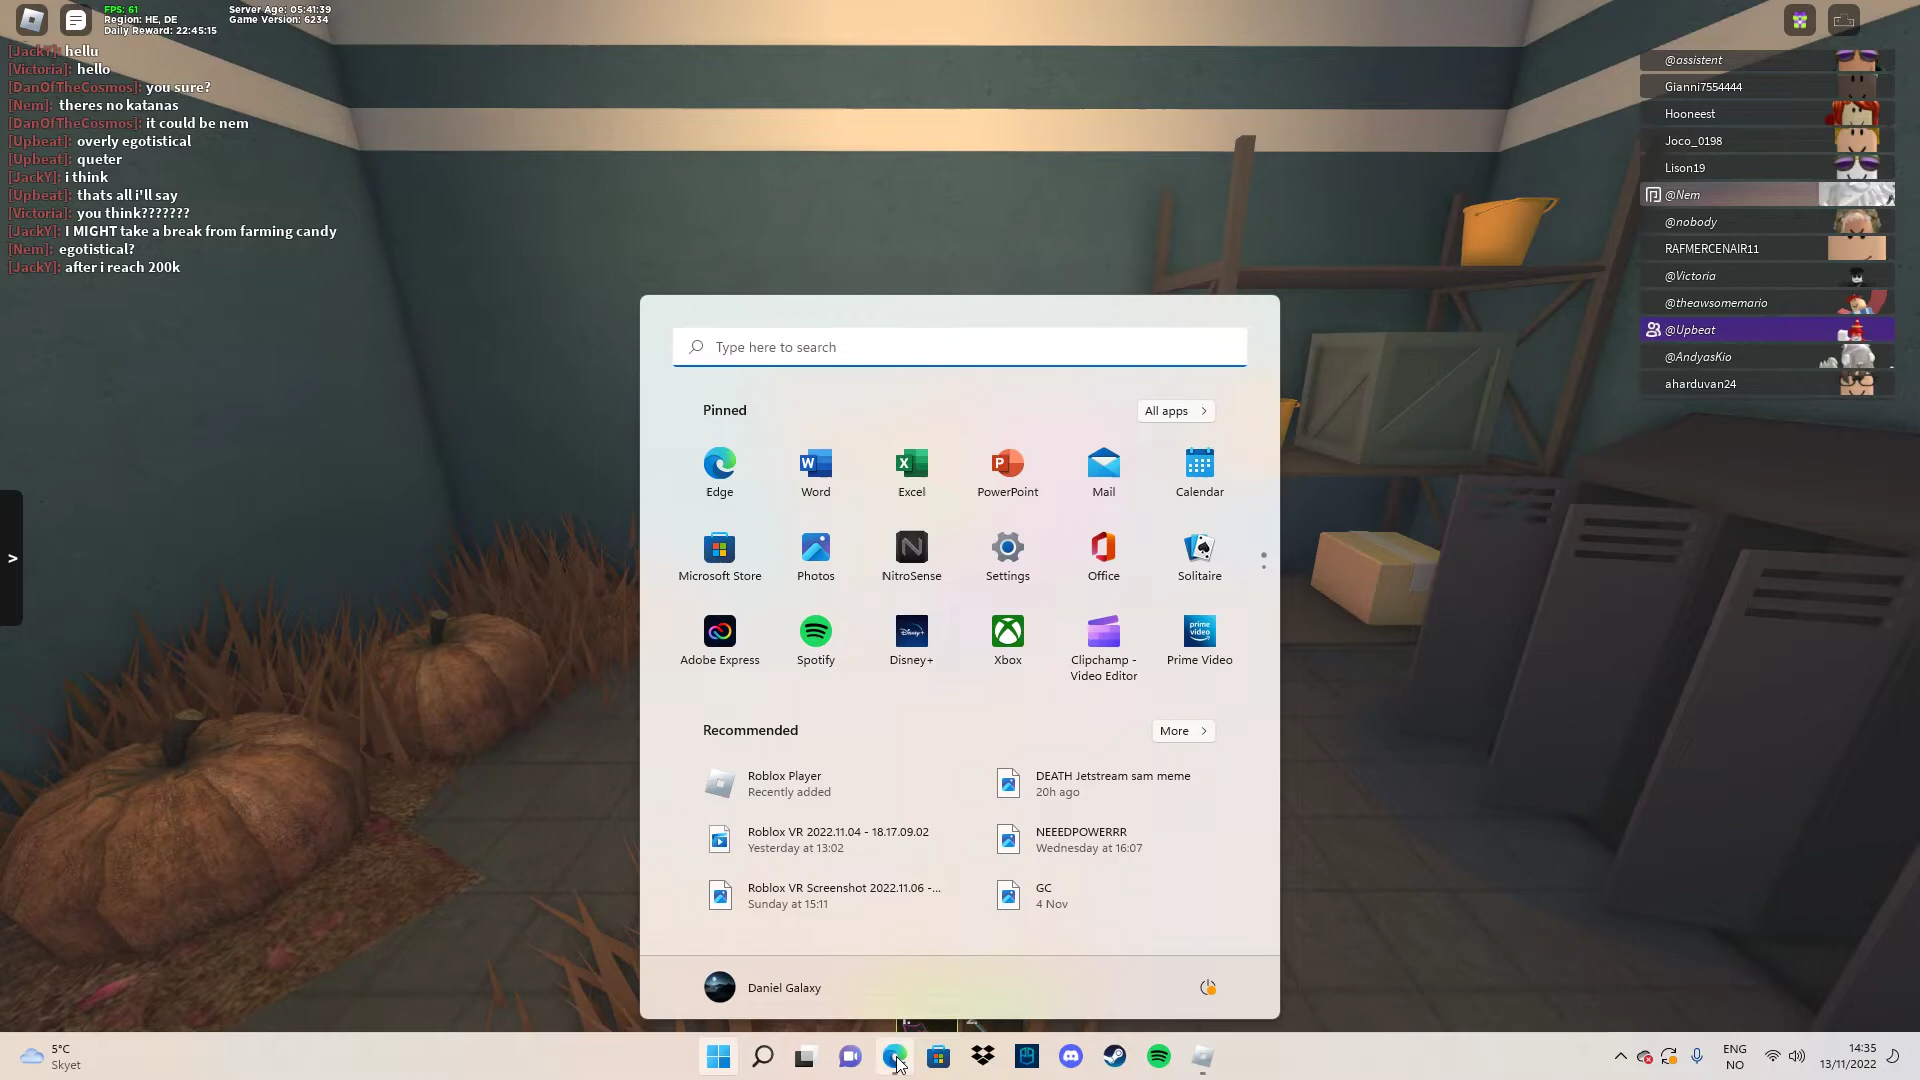 FPS: 61
Region: HE, DE
Daily Reward: 22:45:15
Server Age: 05:41:39
Game Version: 6234
[JackY]: hellu
[Victoria]: hello
[DanOfTheCosmos]: you sure?
[Nem]: theres no katanas
[DanOfTheCosmos]: it could be nem
[Upbeat]: overly egotistical
[Upbeat]: queter
[JackY]: i think
[Upbeat]: thats all i'll say
[Victoria]: you think???????
[JackY]: I MIGHT take a break from farming candy
[Nem]: egotistical?
[JackY]: after i reach 200k
@assistent
Gianni7554444
Hooneest
Joco_0198
Lison19
@Nem
@nobody
RAFMERCENAIR11
@Victoria
@theawsomemario
@Upbeat
@AndyasKio
aharduvan24
>
Type here to search
Pinned
All apps >
Edge
Word
Excel
PowerPoint
Mail
Calendar
Microsoft Store
Photos
NitroSense
Settings
Office
Solitaire
Adobe Express
Spotify
Disney+
Xbox
Clipchamp -
Video Editor
prime
video
Prime Video
Recommended
More >
Roblox Player
Recently added
DEATH Jetstream sam meme
20h ago
Roblox VR 2022.11.04 - 18.17.09.02
Yesterday at 13:02
NEEEDPOWERRR
Wednesday at 16:07
Roblox VR Screenshot 2022.11.06 -...
Sunday at 15:11
GC
4 Nov
Daniel Galaxy
5°C
Skyet
ENG
NO
14:35
13/11/2022